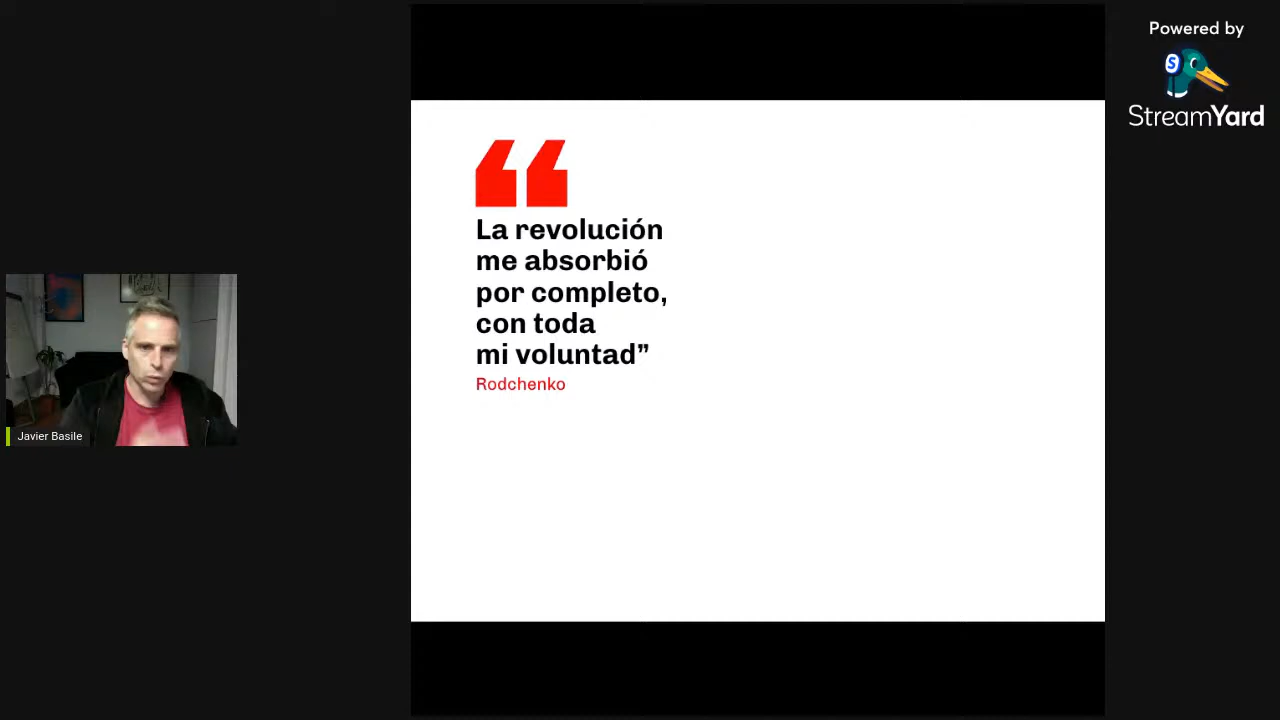 Powered by
StreamYard
La revolución
me absorbió
por completo,
con toda
mi voluntad”
Rodchenko
Javier Basile